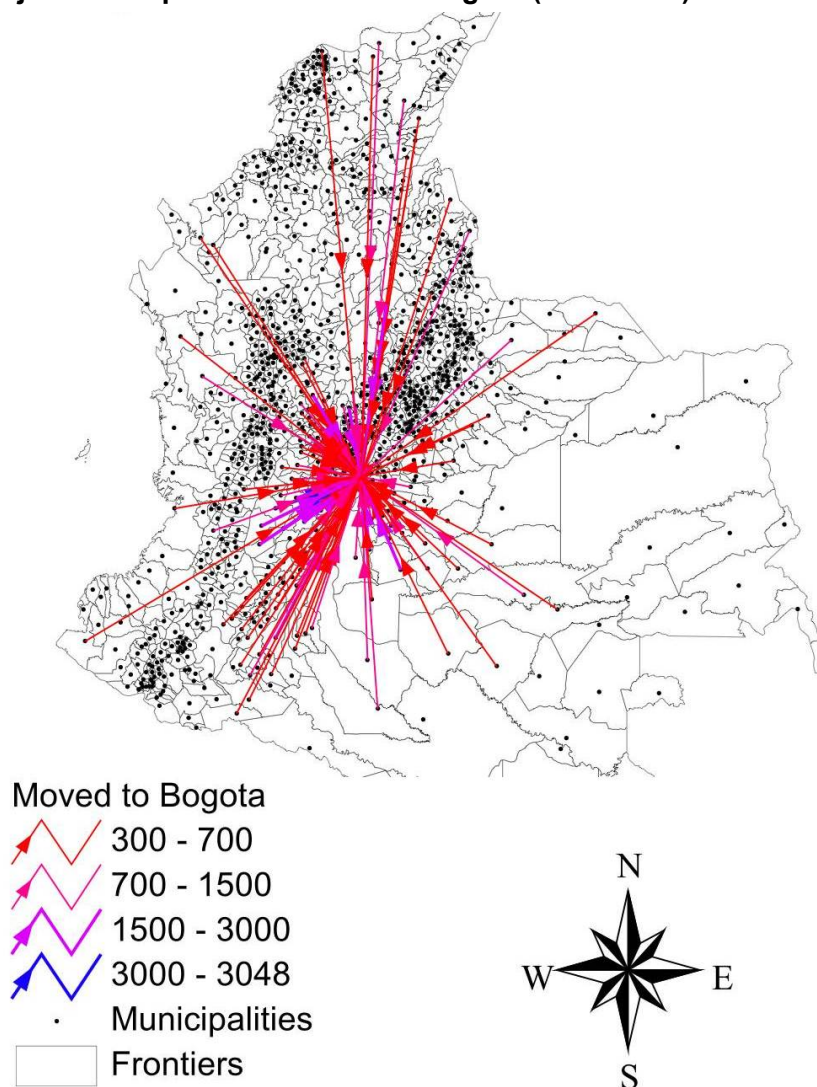 Moved to Bogota
300 - 700
700 - 1500
1500 - 3000
3000 - 3048
Municipalities
Frontiers
N
W E
S